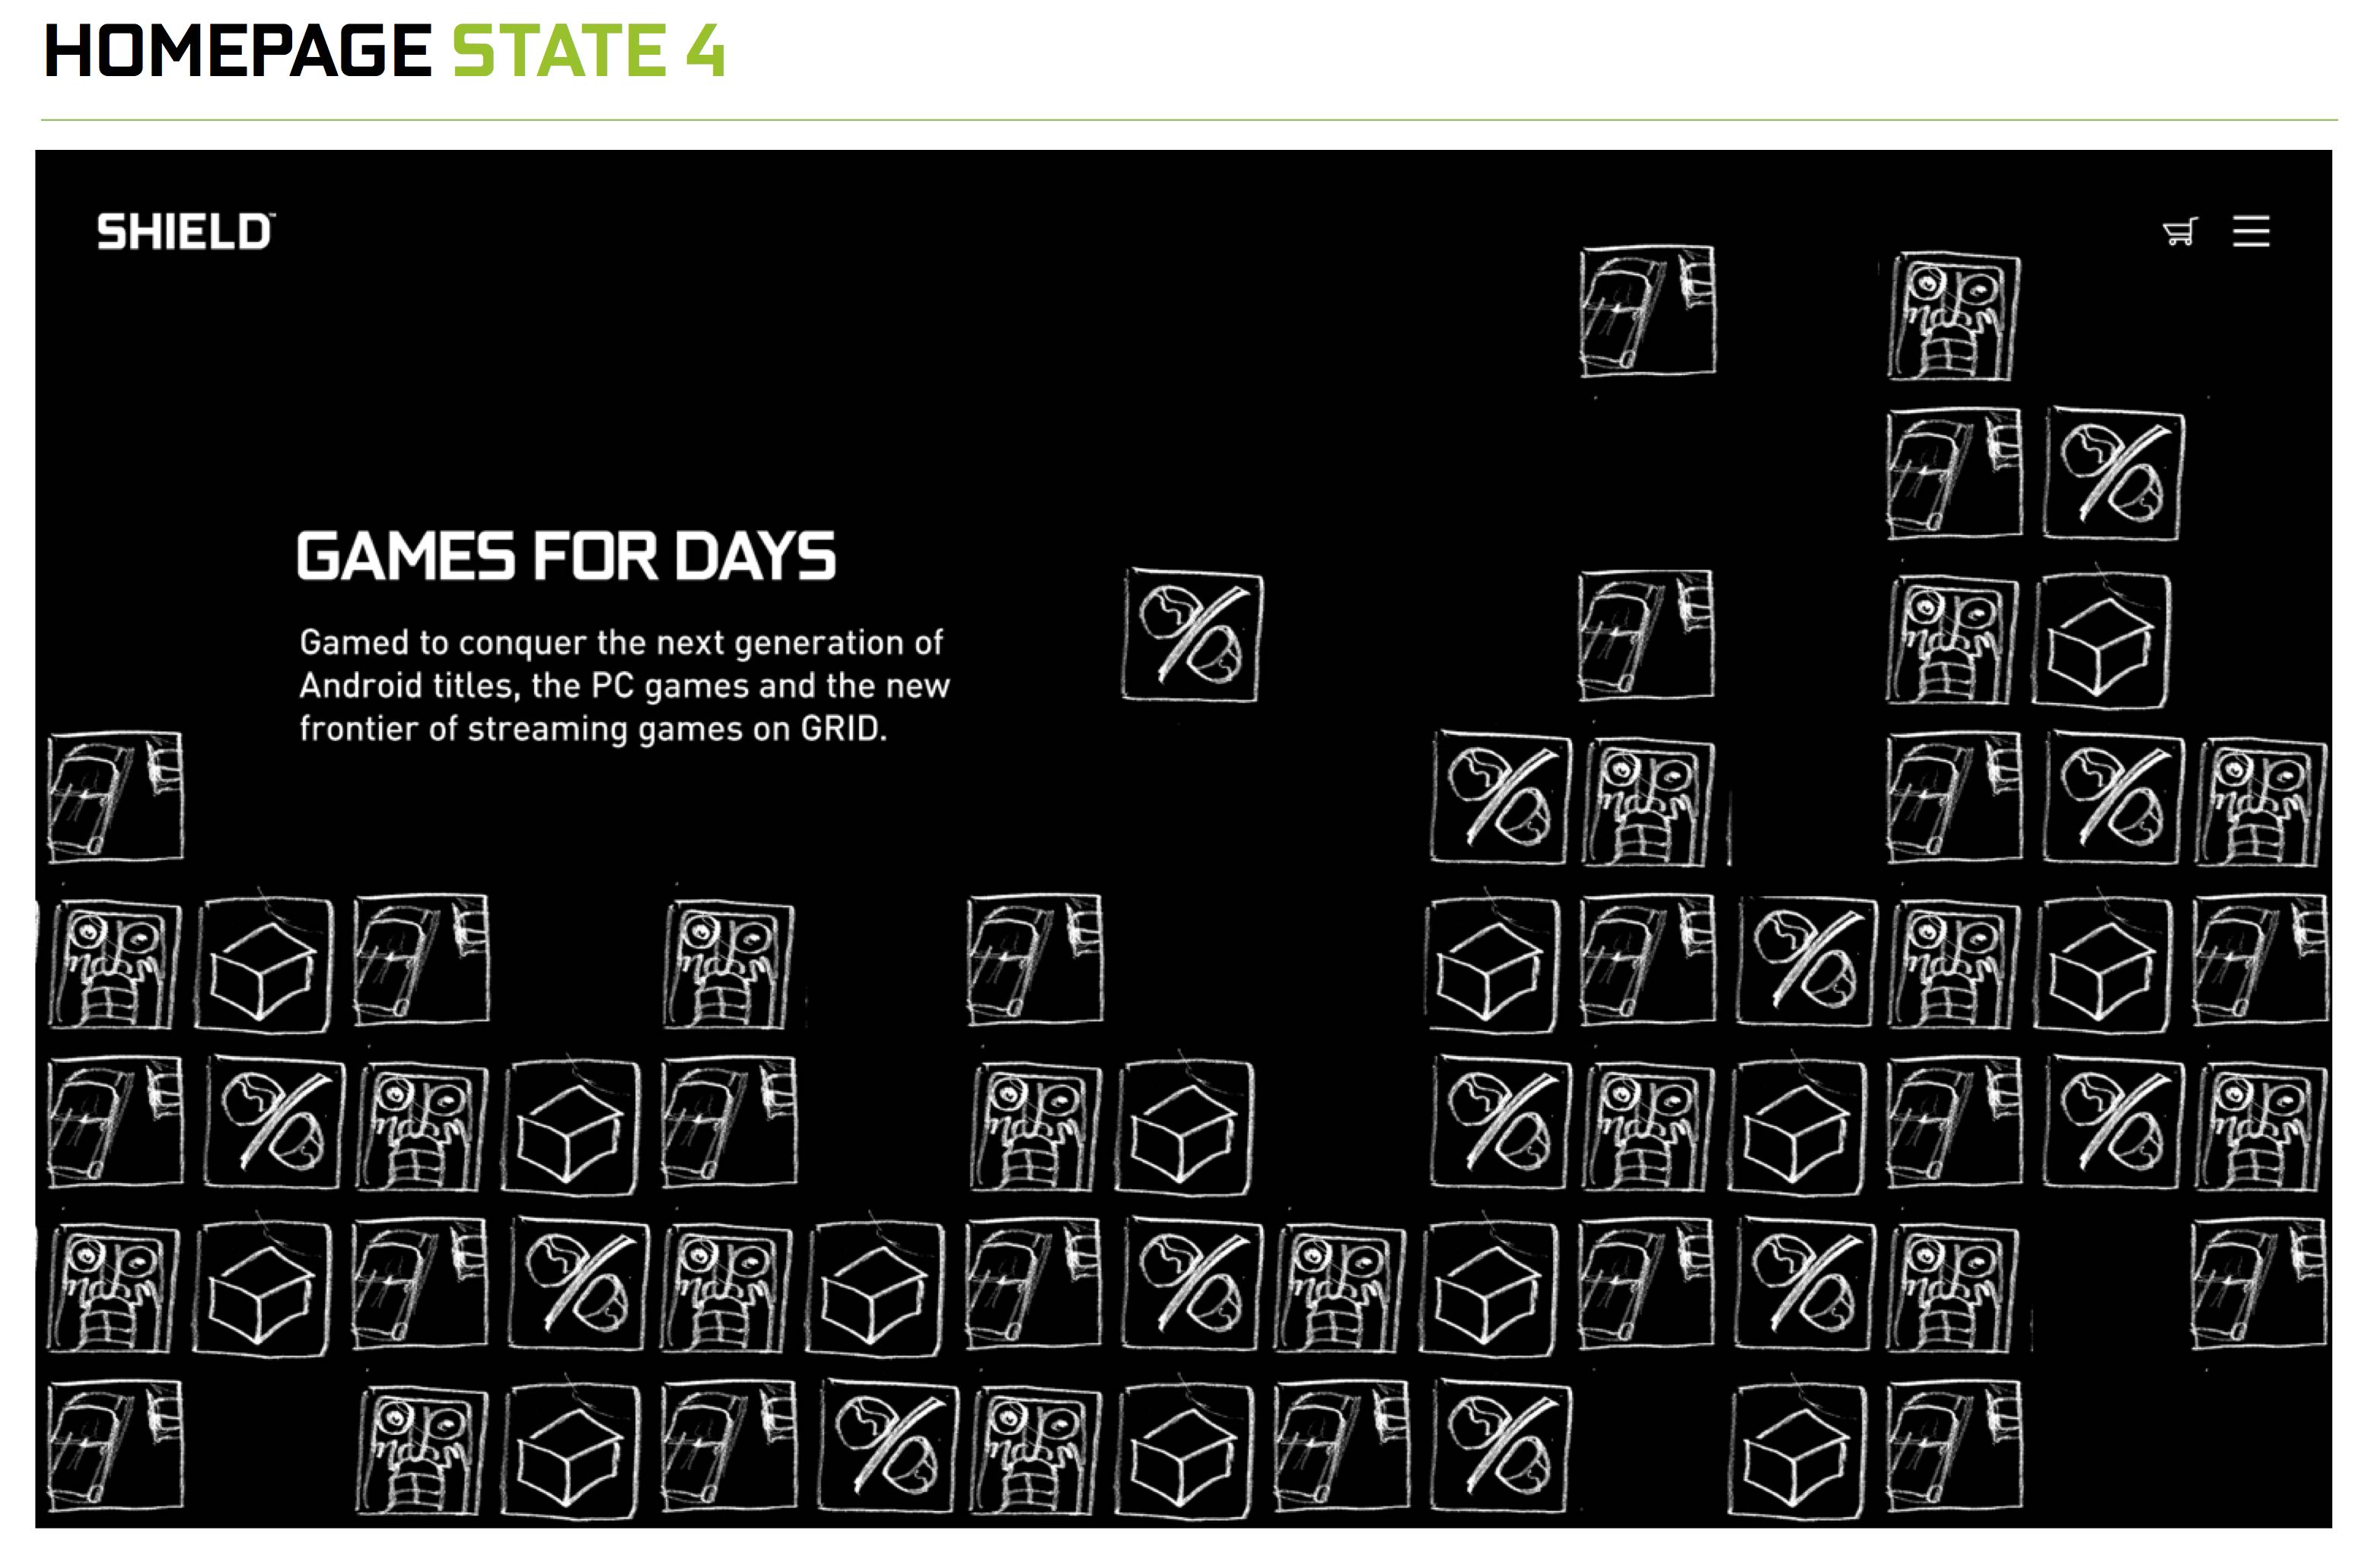 HOMEPAGE STATE 4
SHIELD™
GAMES FOR DAYS
Gamed to conquer the next generation of
Android titles, the PC games and the new
frontier of streaming games on GRID.